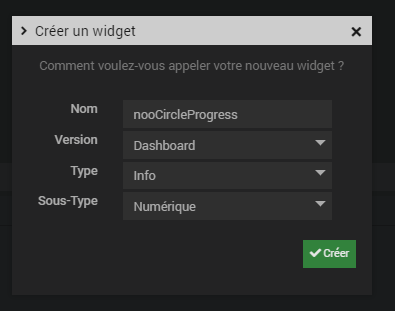 Créer un widget
Comment voulez-vous appeler votre nouveau widget ?
Nom nooCircleProgress
Version Dashboard
Type Info
Sous-Type Numérique
Créer